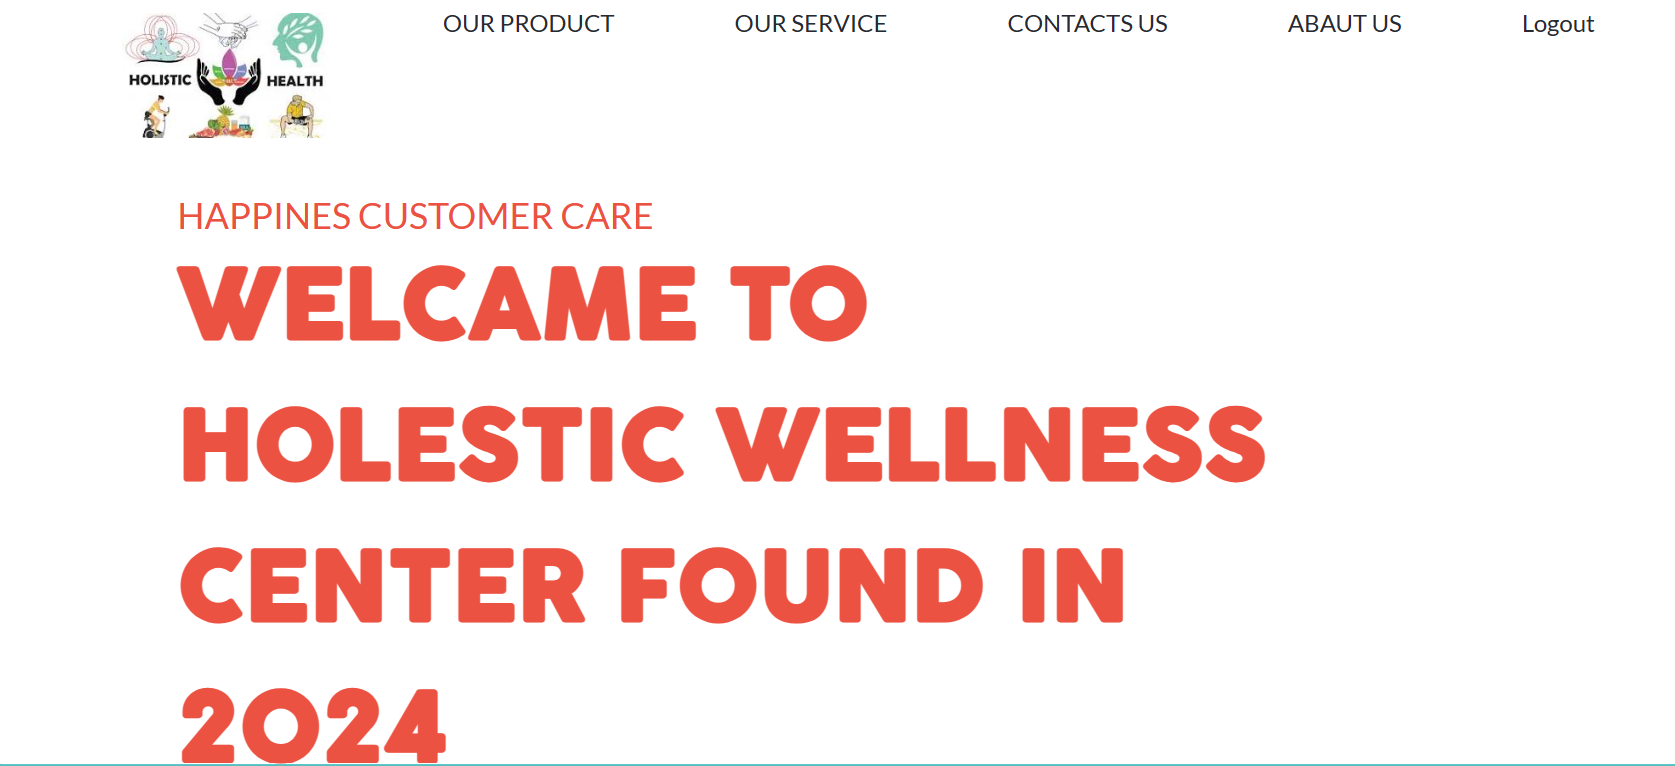 OUR PRODUCT
OUR SERVICE
CONTACTS US
ABAUT US
Logout
HOLISTIC HEALTH
HAPPINES CUSTOMER CARE
WELCAME TO
HOLESTIC WELLNESS
CENTER FOUND IN
2024